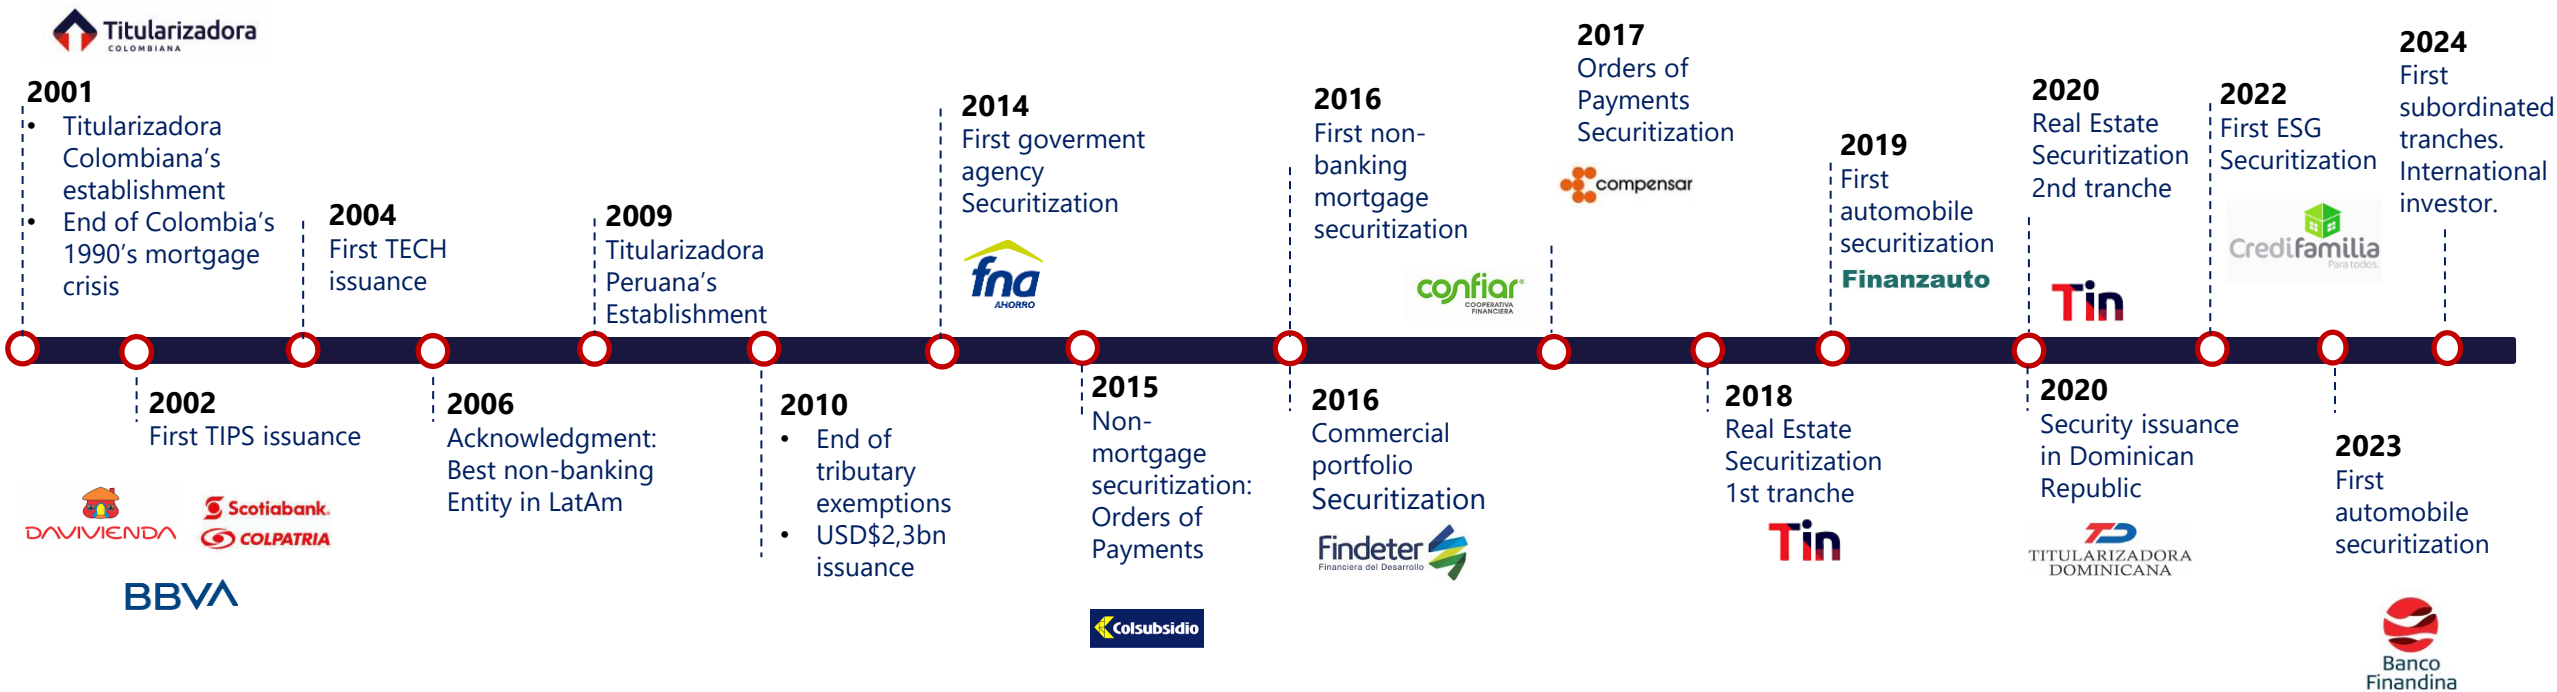 Titularizadora
COLOMBIANA
2001
• Titularizadora
Colombiana's
establishment
• End of Colombia's
1990's mortgage
crisis
2002
First TIPS issuance
DAVIVIENDA
Scotiabank.
COLPATRIA
BBVA
2004
First TECH
issuance
2006
Acknowledgment:
Best non-banking
Entity in LatAm
2009
Titularizadora
Peruana's
Establishment
2010
• End of
tributary
exemptions
• USD$2,3bn
issuance
2014
First goverment
agency
Securitization
fna
AHORRO
2015
Non-
mortgage
securitization:
Orders of
Payments
Colsubsidio
2016
First non-
banking
mortgage
securitization
confiar
COOPERATIVA
FINANCIERA
2016
Commercial
portfolio
Securitization
Findeter
Financiera del Desarrollo
2017
Orders of
Payments
Securitization
compensar
2018
Real Estate
Securitization
1st tranche
Tin
2019
First
automobile
securitization
Finanzauto
2020
Real Estate
Securitization
2nd tranche
Tin
2020
Security issuance
in Dominican
Republic
TD
TITULARIZADORA
DOMINICANA
2022
First ESG
Securitization
Credifamilia
Para todos.
2023
First
automobile
securitization
Banco
Finandina
2024
First
subordinated
tranches.
International
investor.